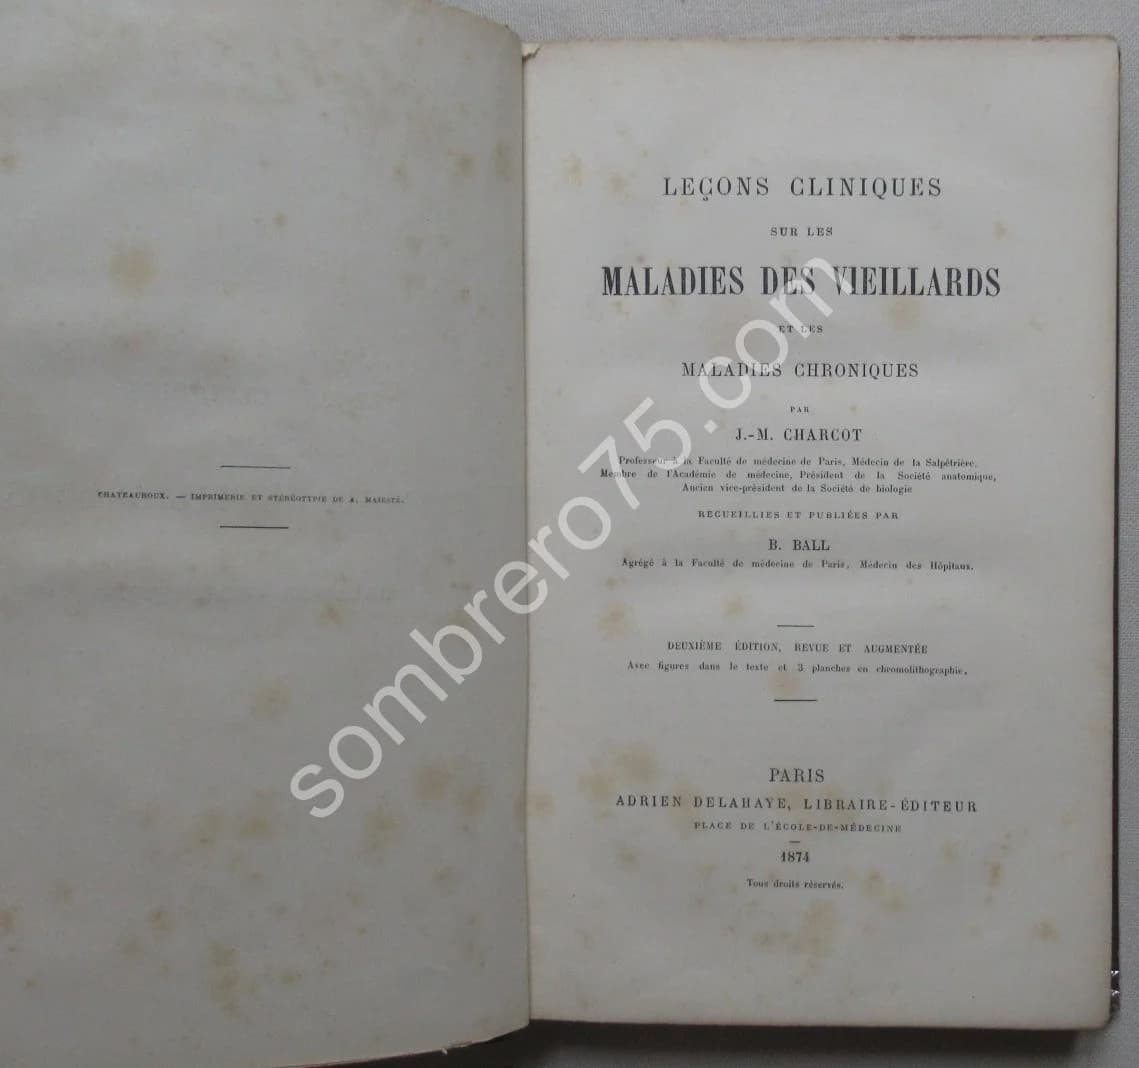 CHATEAUROUX. — IMPRIMERIE ET STÉRÉOTYPIE DE A. MAJESTÉ.
LEÇONS CLINIQUES
SUR LES
MALADIES DES VIEILLARDS
ET LES
MALADIES CHRONIQUES
PAR
J.-M. CHARCOT
Professeur à la Faculté de médecine de Paris, Médecin de la Salpêtrière,
Membre de l'Académie de médecine, Président de la Société anatomique,
Ancien vice-président de la Société de biologie
RECUEILLIES ET PUBLIÉES PAR
B. BALL
Agrégé à la Faculté de médecine de Paris, Médecin des Hôpitaux.
DEUXIÈME ÉDITION, REVUE ET AUGMENTÉE
Avec figures dans le texte et 3 planches en chromolithographie.
PARIS
ADRIEN DELAHAYE, LIBRAIRE-ÉDITEUR
PLACE DE L'ÉCOLE-DE-MÉDECINE
1874
Tous droits réservés.
sombrero75.com